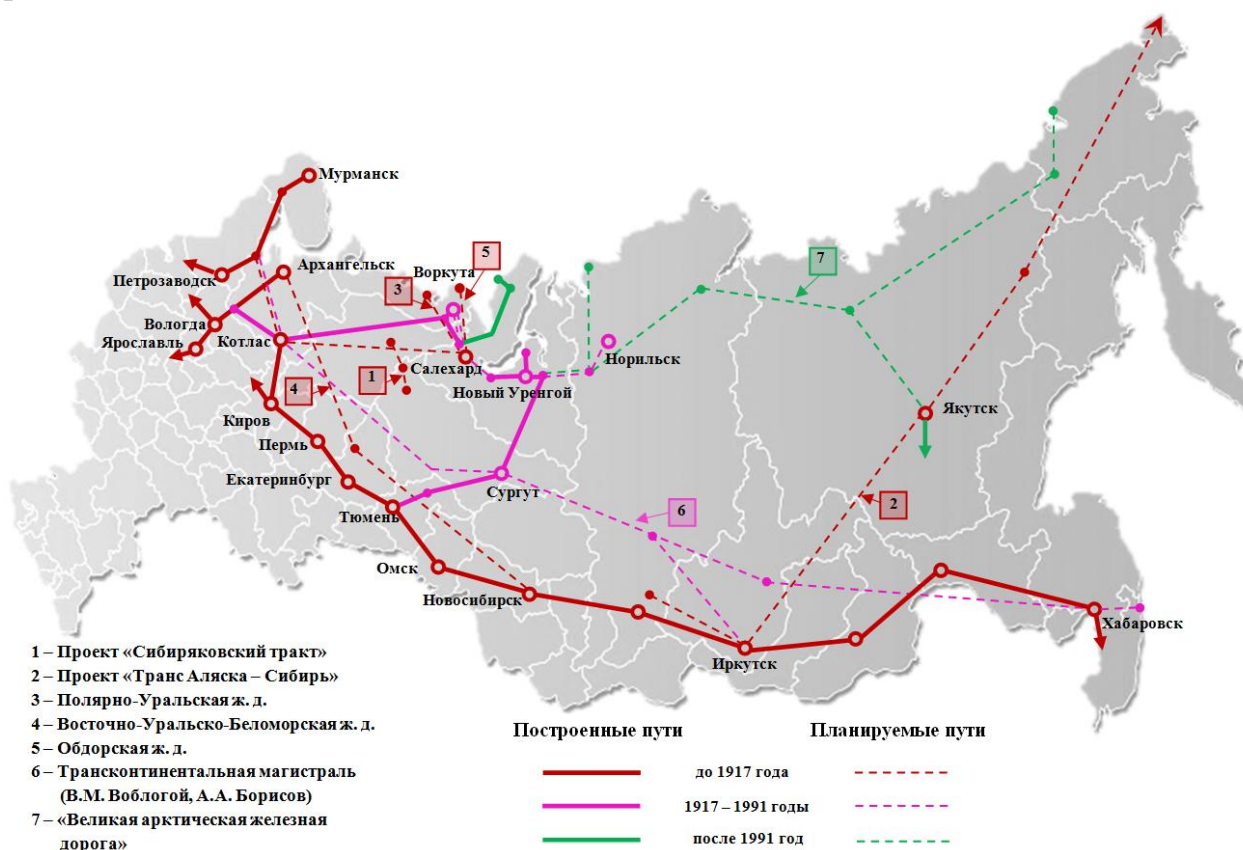 Мурманск
Архангельск
Воркута
5
7
3
Петрозаводск
Вологда
Ярославль
Котлас
Салехард
Норильск
1
Новый Уренгой
4
Якутск
Киров
Пермь
Екатеринбург
Сургут
6
2
Тюмень
Омск
Новосибирск
Хабаровск
Иркутск
1 – Проект «Сибиряковский тракт»
2 – Проект «Транс Аляска – Сибирь»
3 – Полярно-Уральская ж. д.
4 – Восточно-Уральско-Беломорская ж. д.
5 – Обдорская ж. д.
6 – Трансконтинентальная магистраль
(В.М. Воблогой, А.А. Борисов)
7 – «Великая арктическая железная
дорога»
Построенные пути Планируемые пути
до 1917 года
1917 – 1991 годы
после 1991 год